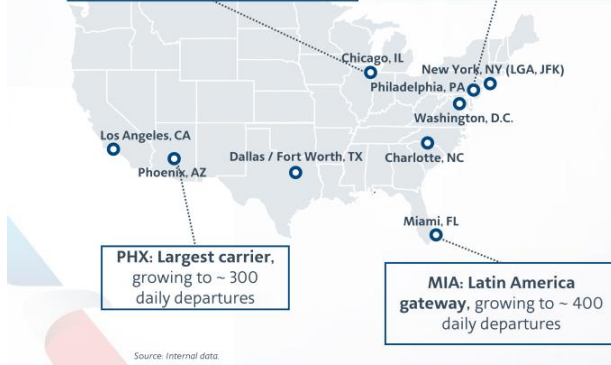 Chicago, IL
New York, NY (LGA, JFK)
Philadelphia, PA
Washington, D.C.
Los Angeles, CA
Dallas / Fort Worth, TX
Charlotte, NC
Phoenix, AZ
Miami, FL
PHX: Largest carrier,
growing to ~ 300
daily departures
MIA: Latin America
gateway, growing to ~ 400
daily departures
Source: Internal data.